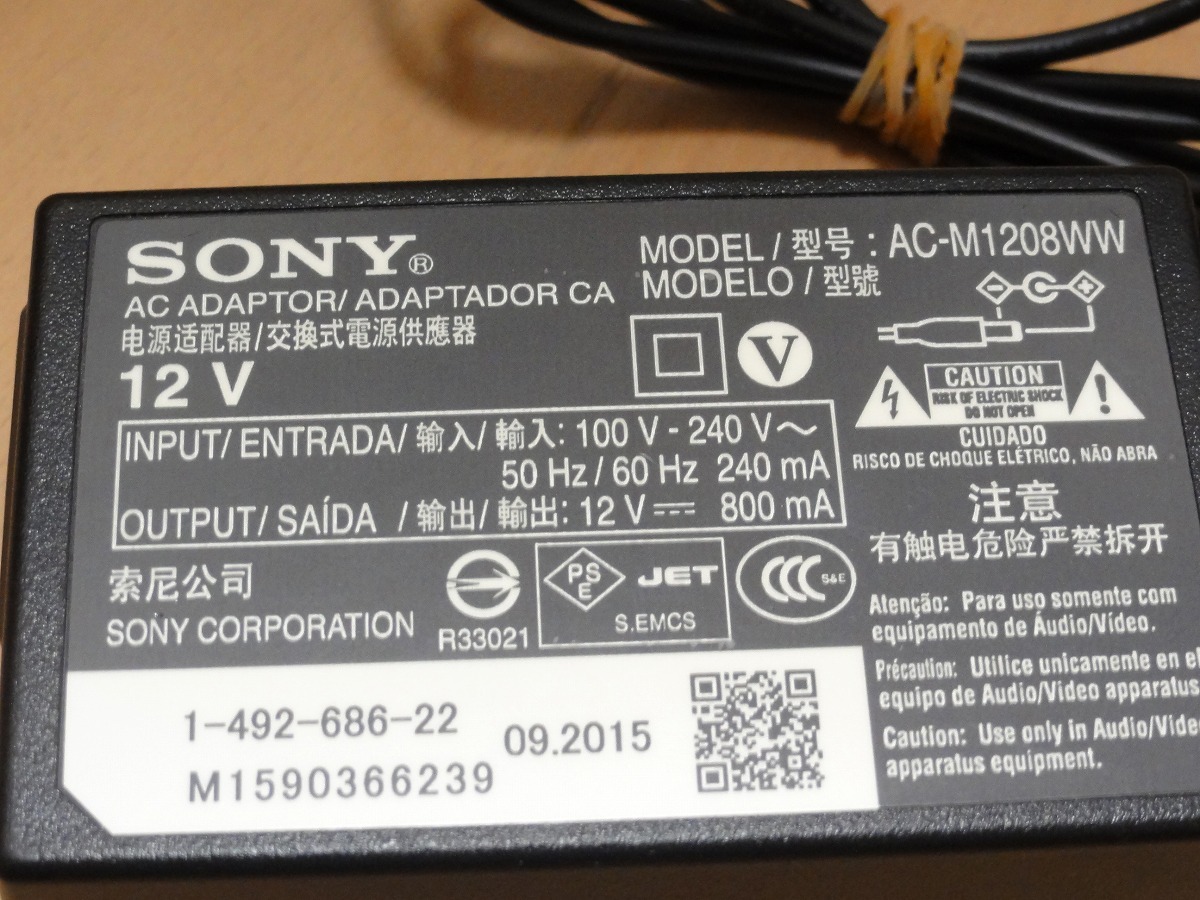 SONY®
AC ADAPTOR/ ADAPTADOR CA
电源适配器/交換式電源供應器
12 V
MODEL / 型号 : AC-M1208WW
MODELO / 型號
V
INPUT/ ENTRADA/ 输入/ 輸入: 100 V - 240 V～
50 Hz / 60 Hz 240 mA
OUTPUT/ SAÍDA / 输出/ 輸出: 12 V⎓ 800 mA
CAUTION
RISK OF ELECTRIC SHOCK
DO NOT OPEN
CUIDADO
RISCO DE CHOQUE ELÉTRICO, NÃO ABRA
注意
有触电危险严禁拆开
索尼公司
SONY CORPORATION
R33021
PS
E
JET
S.EMCS
CCC S&E
Atenção: Para uso somente com
equipamento de Áudio/Vídeo.
Précaution: Utilice unicamente en el
equipo de Audio/Video apparatus
Caution: Use only in Audio/Video
apparatus equipment.
1-492-686-22
09.2015
M1590366239